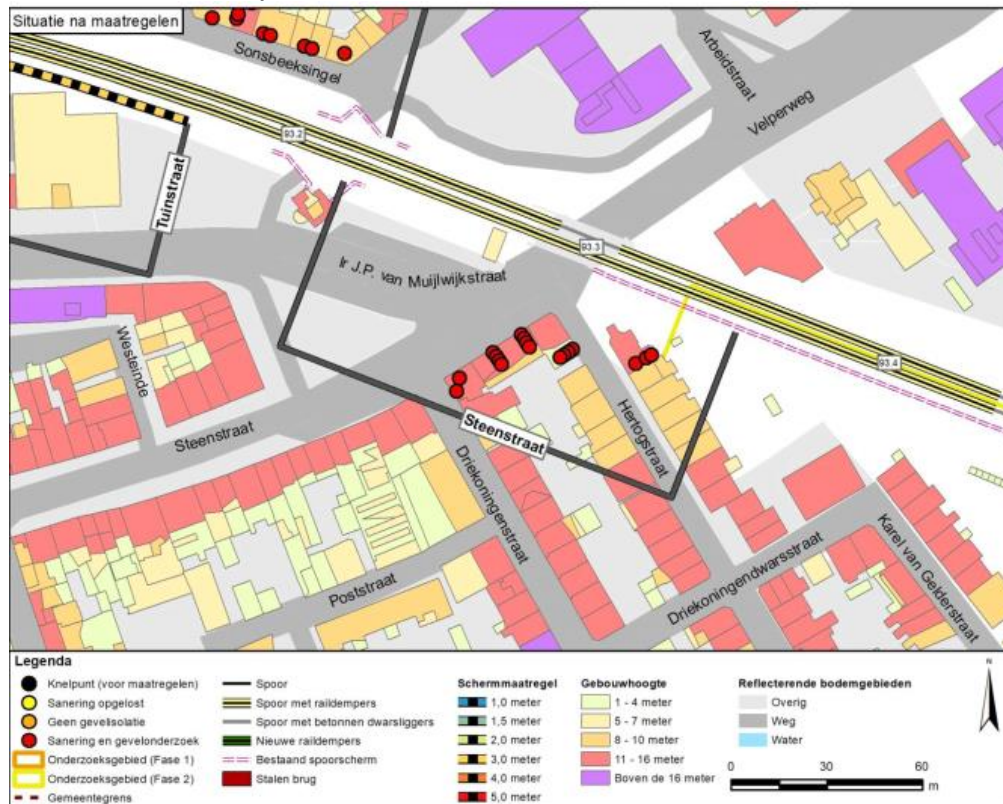 Situatie na maatregelen
Sonsbeeksingel
Arbeidstraat
Velperweg
93.2
Tuinstraat
93.3
Ir J.P. van Muijlwijkstraat
93.4
Westeinde
Steenstraat
Steenstraat
Hertogstraat
Driekoningenstraat
Poststraat
Driekoningendwarsstraat
Karel van Gelderstraat
Legenda
Knelpunt (voor maatregelen)
Sanering opgelost
Geen gevelisolatie
Sanering en gevelonderzoek
Onderzoeksgebied (Fase 1)
Onderzoeksgebied (Fase 2)
Gemeentegrens
Spoor
Spoor met raildempers
Spoor met betonnen dwarsliggers
Nieuwe raildempers
Bestaand spoorscherm
Stalen brug
Schermmaatregel
1,0 meter
1,5 meter
2,0 meter
3,0 meter
4,0 meter
5,0 meter
Gebouwhoogte
1 - 4 meter
5 - 7 meter
8 - 10 meter
11 - 16 meter
Boven de 16 meter
Reflecterende bodemgebieden
Overig
Weg
Water
N
0 30 60
m